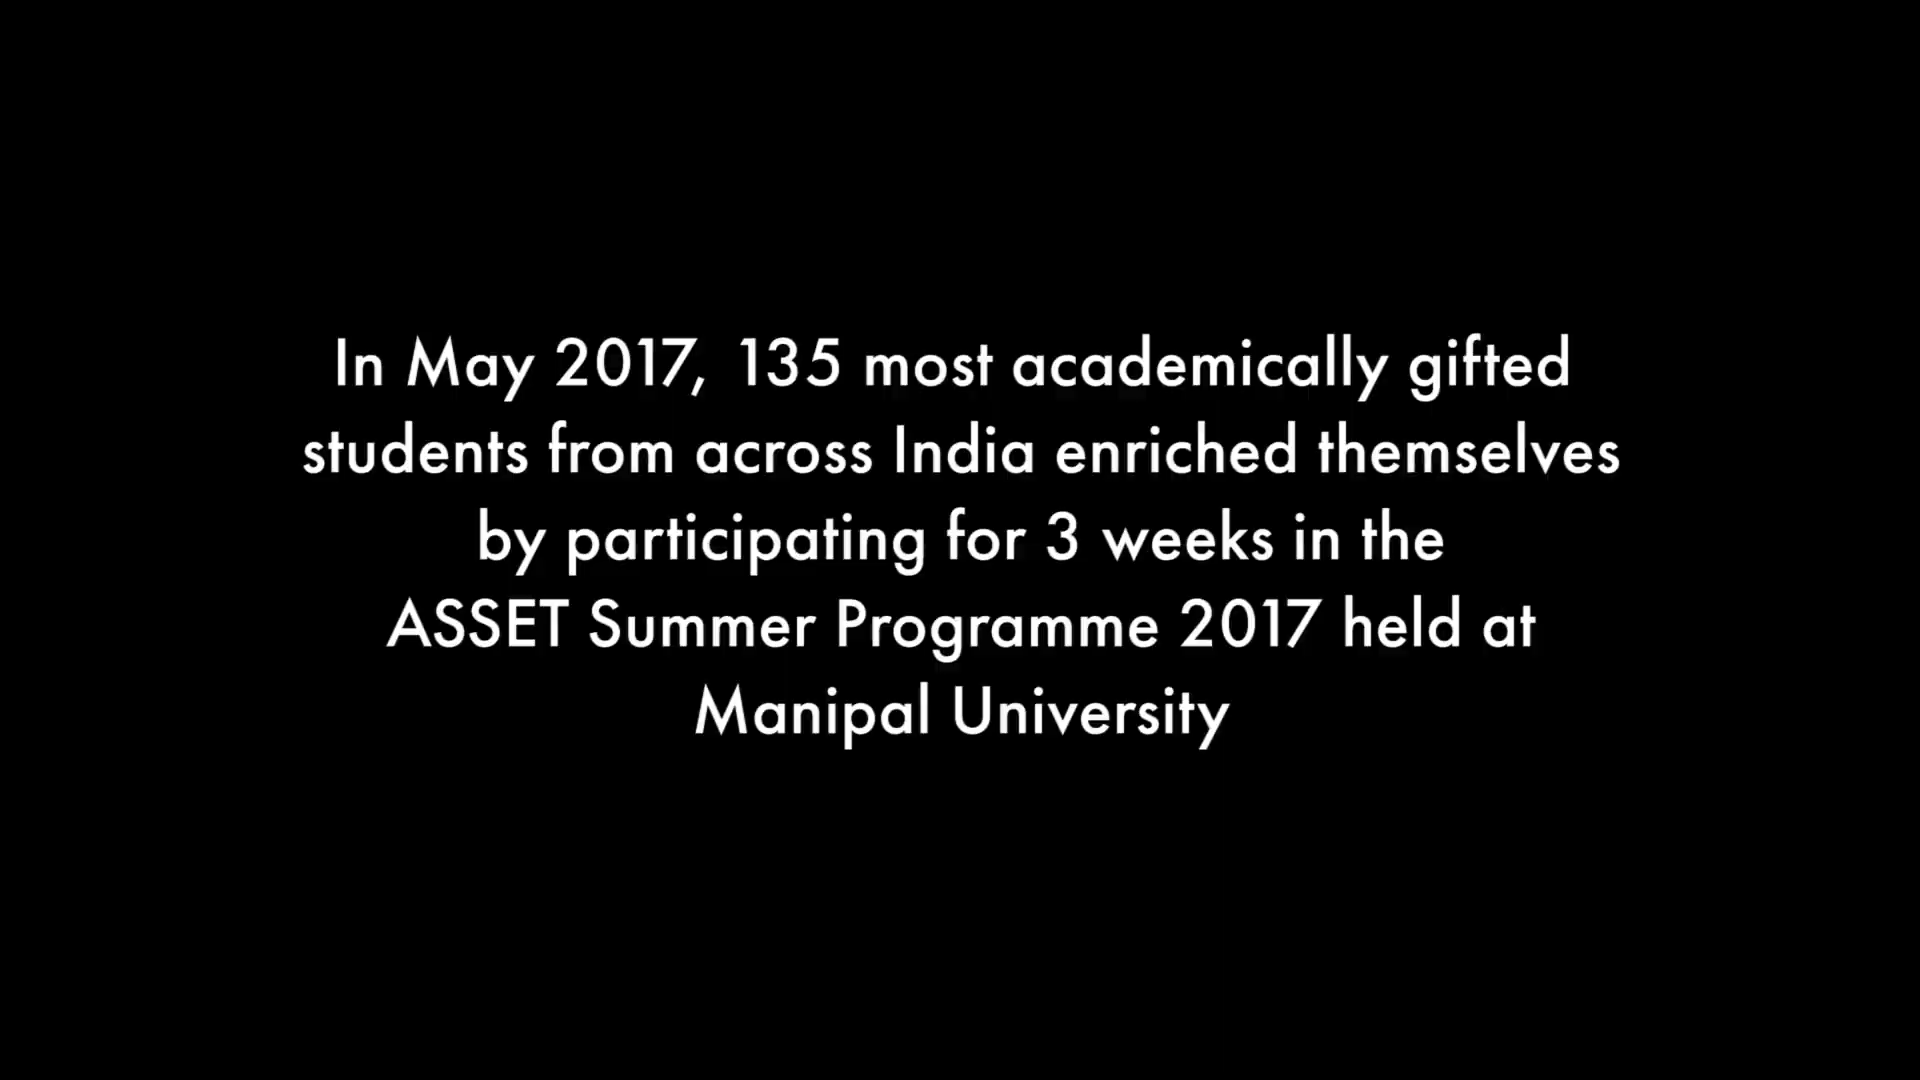 In May 2017, 135 most academically gifted
students from across India enriched themselves
by participating for 3 weeks in the
ASSET Summer Programme 2017 held at
Manipal University